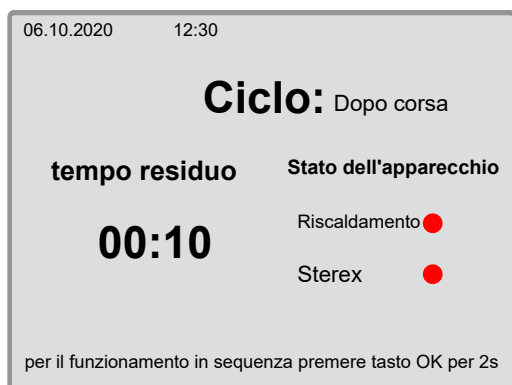 06.10.2020 12:30
Ciclo: Dopo corsa
tempo residuo
00:10
Stato dell'apparecchio
Riscaldamento
Sterex
per il funzionamento in sequenza premere tasto OK per 2s